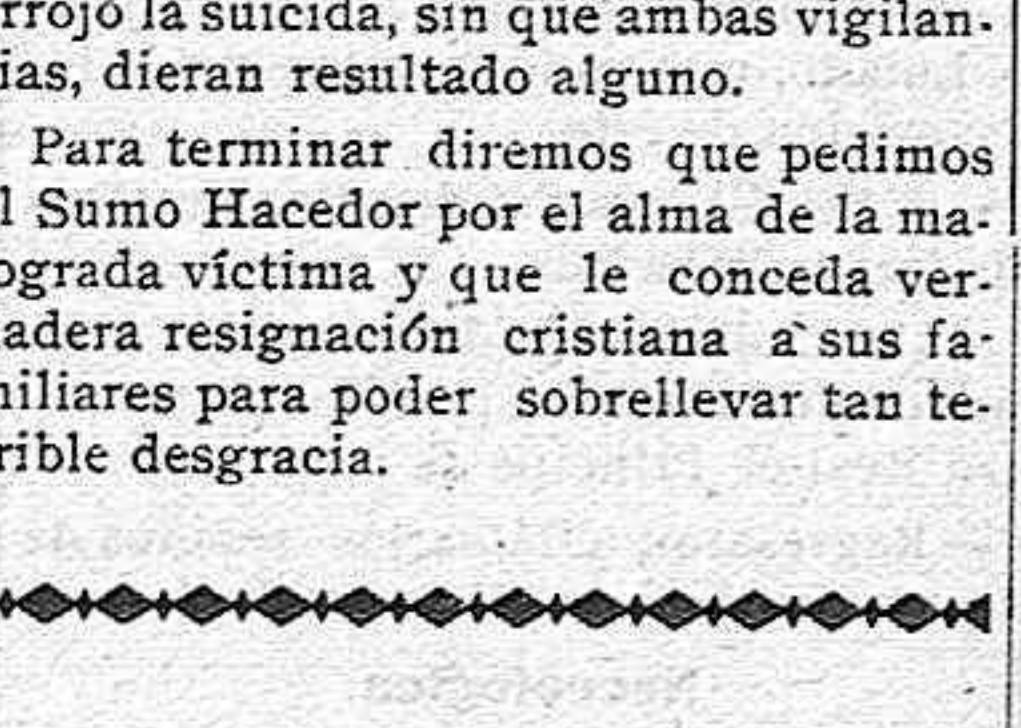 rrojó la suicida, sin que ambas vigilan-
ias, dieran resultado alguno.
Para terminar diremos que pedimos
l Sumo Hacedor por el alma de la ma-
ograda víctima y que le conceda ver-
adera resignación cristiana a sus fa-
niliares para poder sobrellevar tan te-
rrible desgracia.